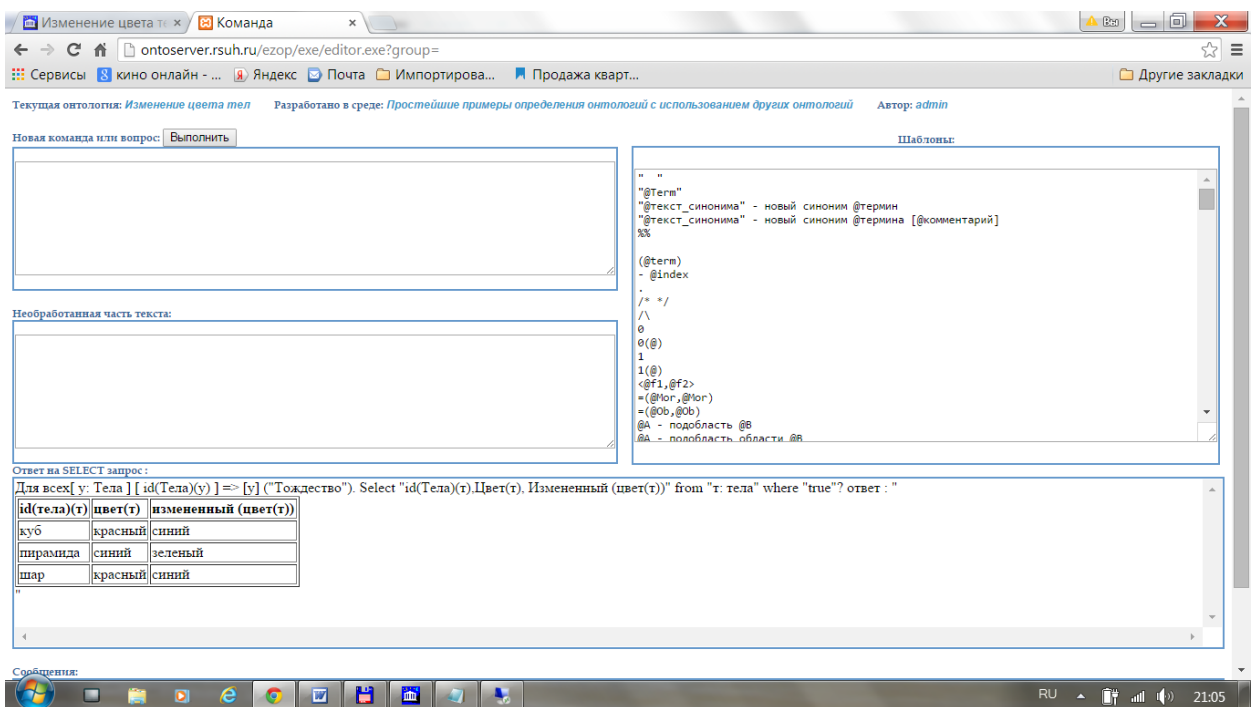 Изменение цвета те
Команда
Вы
ontoserver.rsuh.ru/ezop/exe/editor.exe?group=
Сервисы кино онлайн - ... Яндекс Почта Импортирова... Продажа кварт... Другие закладки
Текущая онтология: Изменение цвета тел Разработано в среде: Простейшие примеры определения онтологий с использованием других онтологий Автор: admin
Новая команда или вопрос: Выполнить
Шаблоны:
" "
"@Term"
"@текст_синонима" - новый синоним @термин
"@текст_синонима" - новый синоним @термина [@комментарий]
%%
(@term)
- @index
.
/* */
/\
0
0(@)
1
1(@)
<@f1,@f2>
=(@Mor,@Mor)
=(@Ob,@Ob)
@A - подобласть @B
@A - подобласть области @B
Необработанная часть текста:
Ответ на SELECT запрос :
Для всех[ у: Тела ] [ id(Тела)(у) ] => [у] ("Тождество"). Select "id(Тела)(т),Цвет(т), Измененный (цвет(т))" from "т: тела" where "true"? ответ : "
id(тела)(т) цвет(т) измененный (цвет(т))
куб красный синий
пирамида синий зеленый
шар красный синий
"
Сообщения:
RU 21:05